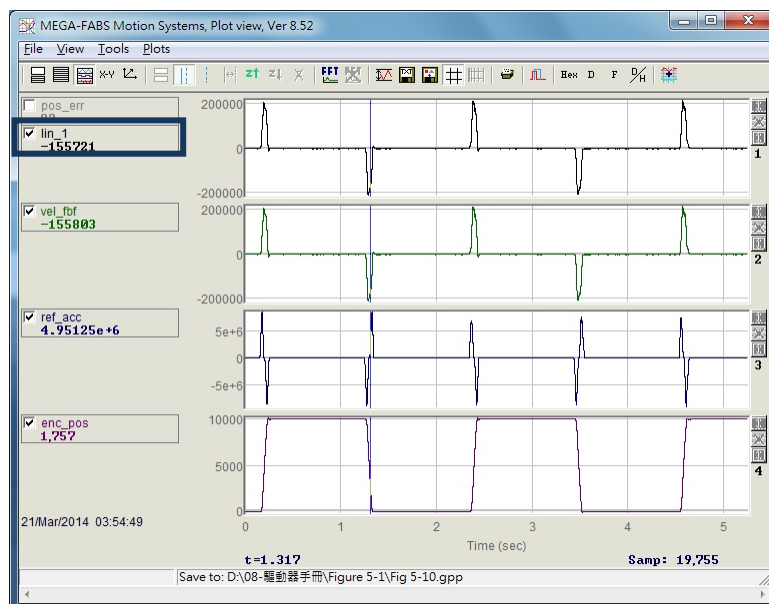 MEGA-FABS Motion Systems, Plot view, Ver 8.52
File View Tools Plots
X-Y FFT TXT Hex D F D/H
pos_err
lin_1
-155721
200000
0
-200000
1
vel_fbf
-155803
200000
0
-200000
2
ref_acc
4.95125e+6
5e+6
0
-5e+6
3
enc_pos
1,757
10000
5000
0
4
21/Mar/2014 03:54:49
0 1 2 3 4 5
Time (sec)
t=1.317 Samp: 19,755
Save to: D:\08-驅動器手冊\Figure 5-1\Fig 5-10.gpp